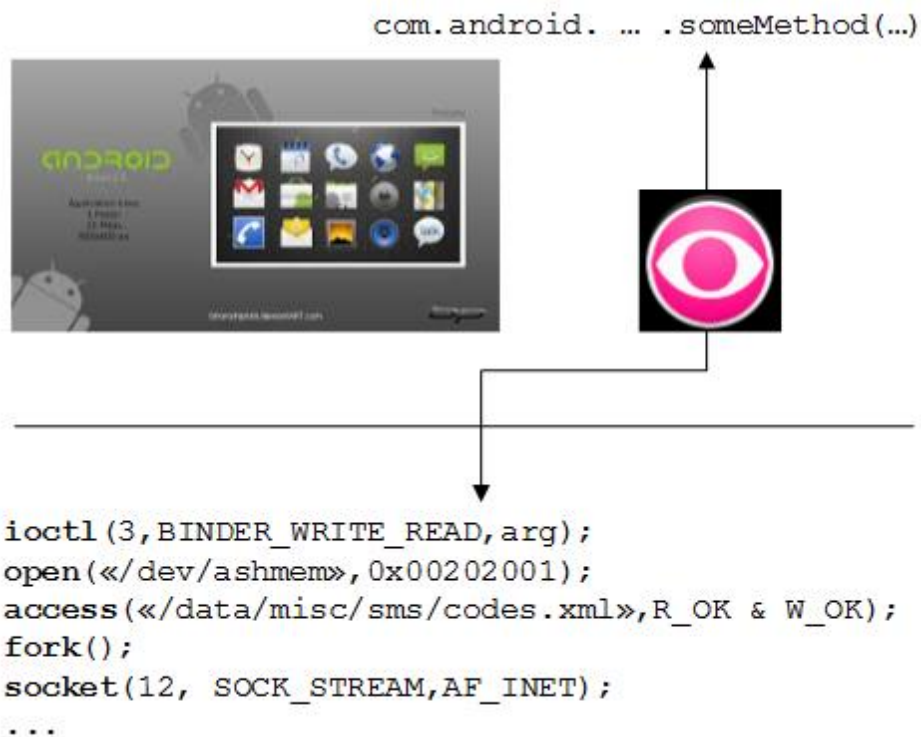 com.android. … .someMethod(…)
ANDROID
ioctl(3,BINDER_WRITE_READ,arg);
open(«/dev/ashmem»,0x00202001);
access(«/data/misc/sms/codes.xml»,R_OK & W_OK);
fork();
socket(12, SOCK_STREAM,AF_INET);
...